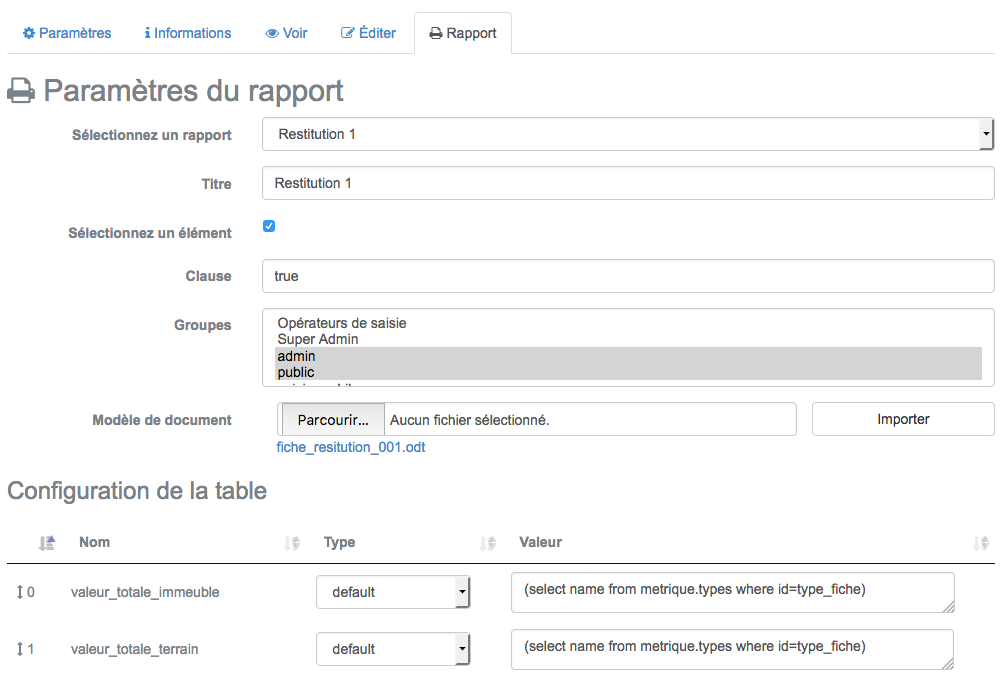 Paramètres Informations Voir Éditer Rapport
Paramètres du rapport
Sélectionnez un rapport Restitution 1
Titre Restitution 1
Sélectionnez un élément
Clause true
Groupes Opérateurs de saisie
Super Admin
admin
public
Modèle de document Parcourir... Aucun fichier sélectionné. Importer
fiche_resitution_001.odt
Configuration de la table
Nom Type Valeur
0 valeur_totale_immeuble default (select name from metrique.types where id=type_fiche)
1 valeur_totale_terrain default (select name from metrique.types where id=type_fiche)